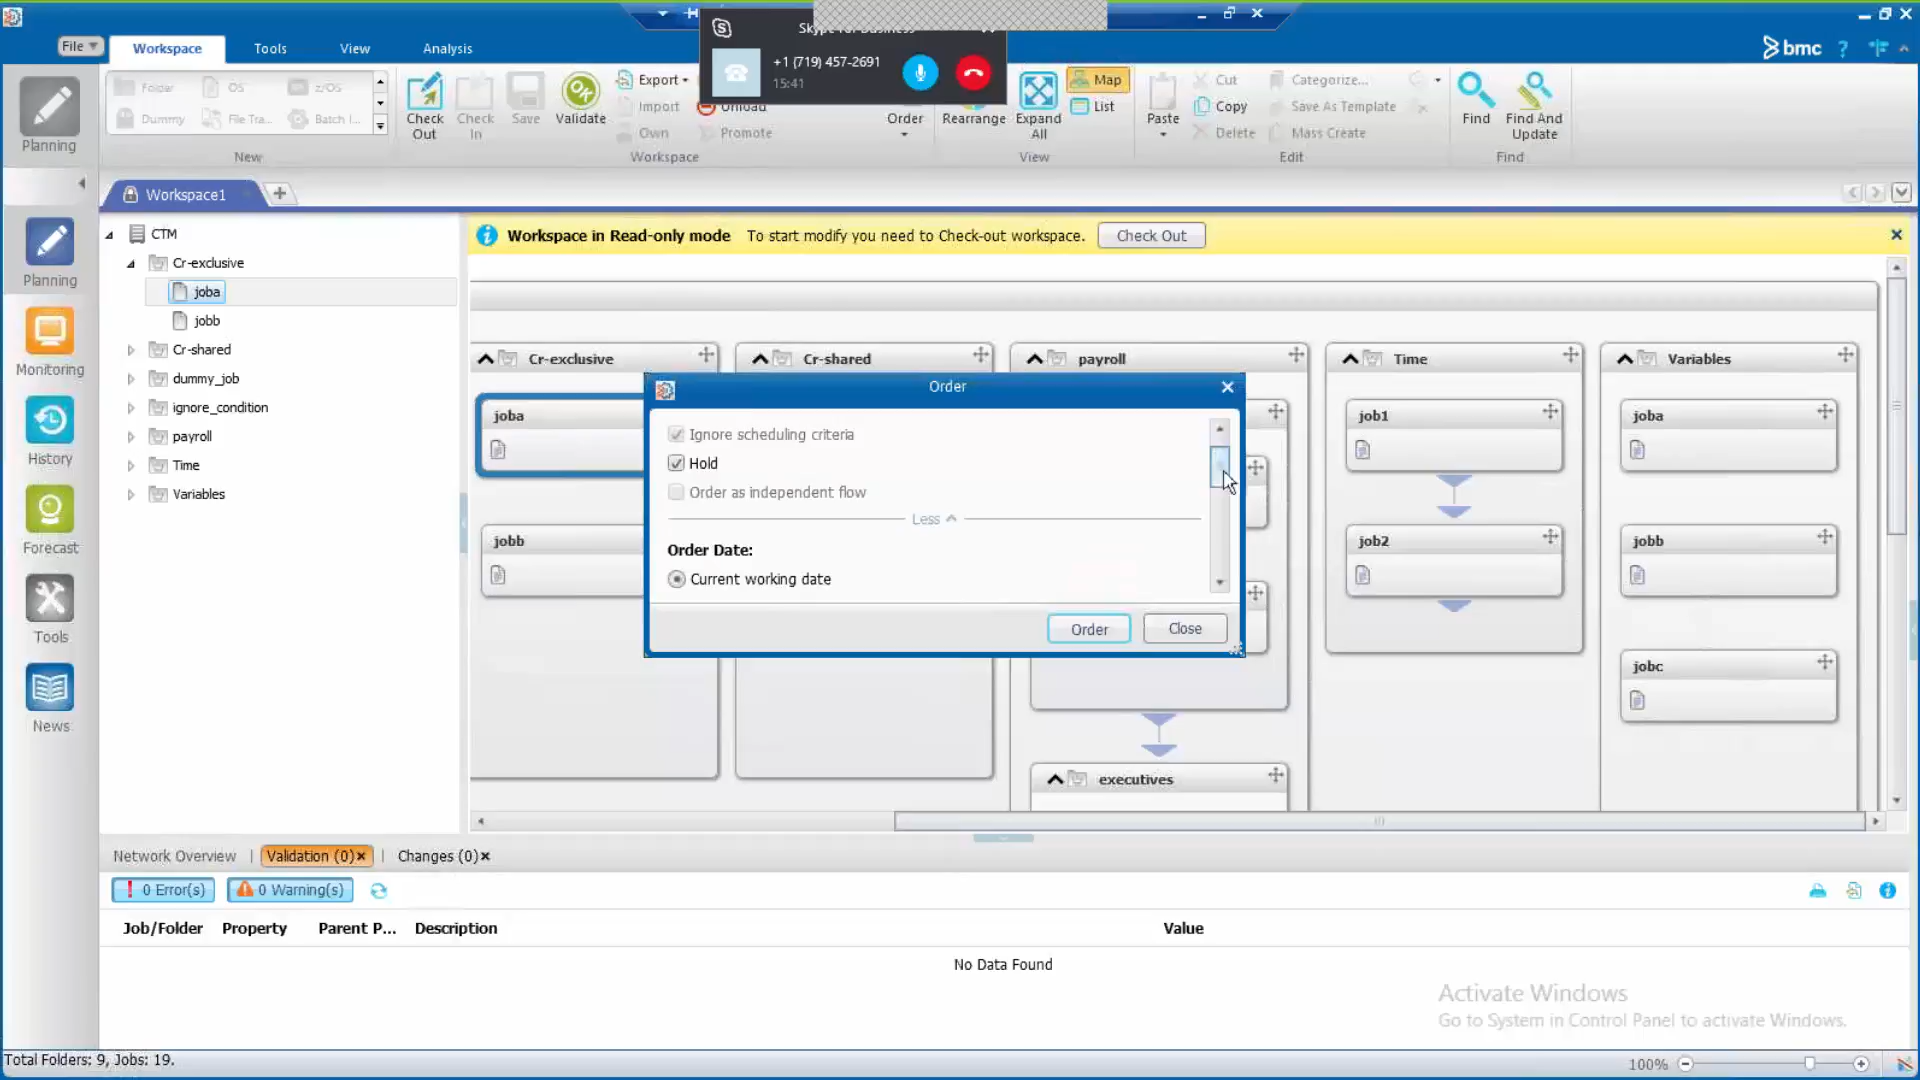 Skype for Business
+1 (719) 457-2691
15:41
File
Workspace
Tools
View
Analysis
bmc
Planning
Folder
OS
z/OS
Dummy
File Tra...
Batch I...
New
Check Out
Check In
Save
Validate
Export
Import
Own
Unload
Promote
Workspace
Order
Rearrange
Expand All
Map
List
View
Paste
Cut
Copy
Delete
Categorize...
Save As Template
Mass Create
Edit
Find
Find And Update
Find
Workspace1
Planning
Monitoring
History
Forecast
Tools
News
CTM
Cr-exclusive
joba
jobb
Cr-shared
dummy_job
ignore_condition
payroll
Time
Variables
Workspace in Read-only mode To start modify you need to Check-out workspace. Check Out
Cr-exclusive
joba
jobb
Cr-shared
payroll
executives
Time
job1
job2
Variables
joba
jobb
jobc
Order
Ignore scheduling criteria
Hold
Order as independent flow
Less
Order Date:
Current working date
Order
Close
Network Overview
Validation (0)
Changes (0)
0 Error(s)
0 Warning(s)
Job/Folder Property Parent P... Description Value
No Data Found
Activate Windows
Go to System in Control Panel to activate Windows.
Total Folders: 9, Jobs: 19.
100%